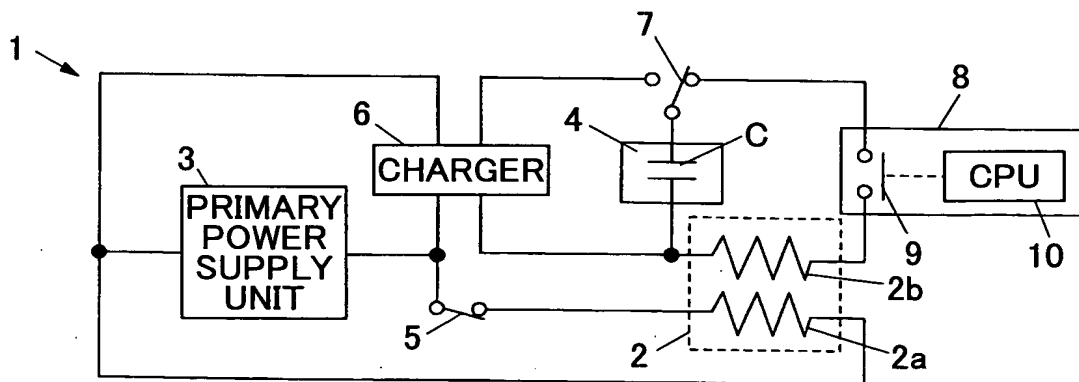 1
7
8
6
4
C
3
CHARGER
CPU
PRIMARY
POWER
SUPPLY
UNIT
9
10
2b
5
2
2a